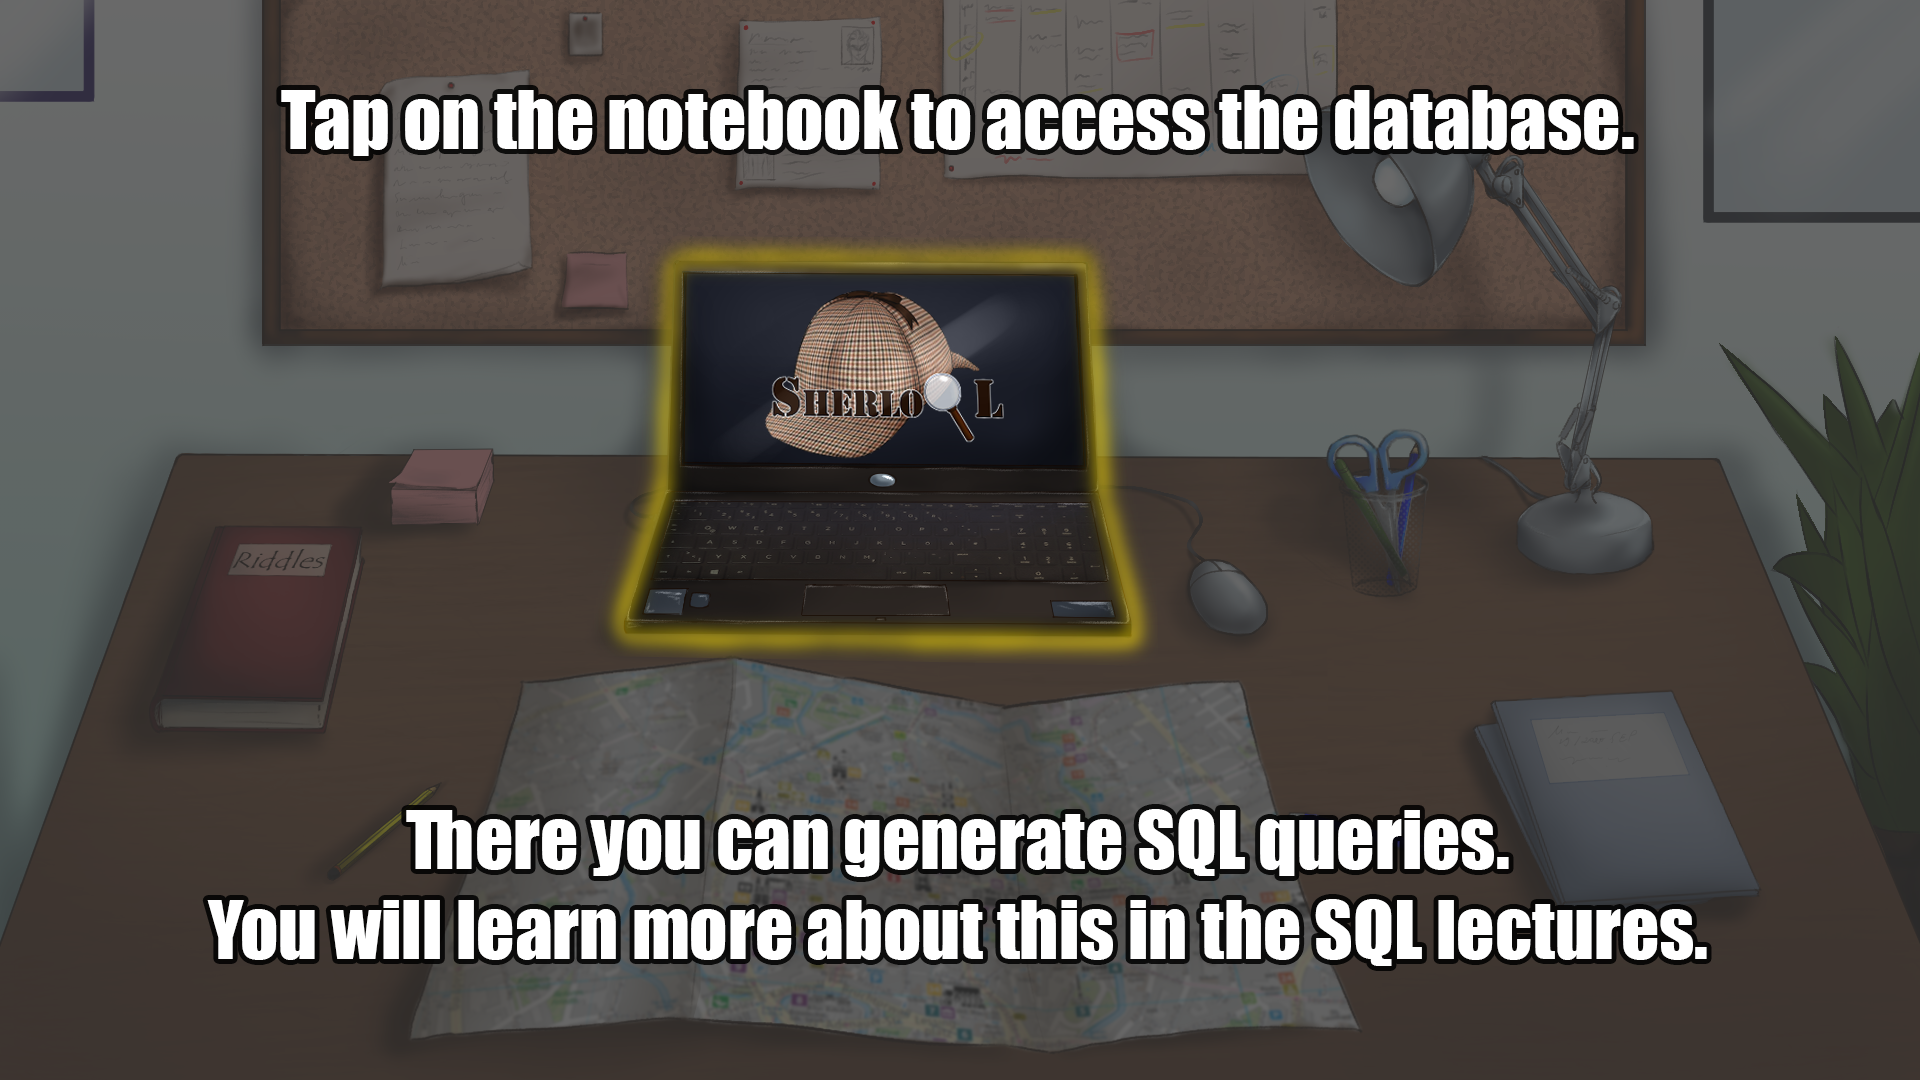 Tap on the notebook to access the database.
SHERLO L
Riddles
There you can generate SQL queries.
You will learn more about this in the SQL lectures.